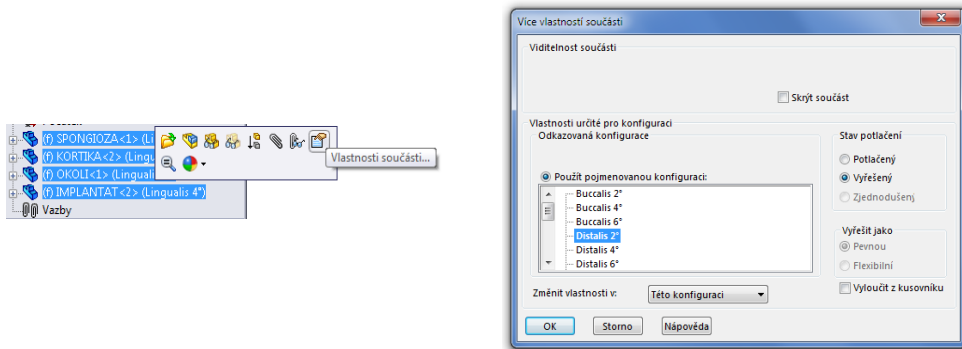 (f) SPONGIOZA<1> (Li
(f) KORTIKA<2> (Lingu
(f) OKOLI<1> (Linguali
(f) IMPLANTAT<2> (Lingualis 4°)
Vazby
Vlastnosti součásti...
Více vlastností součásti
Viditelnost součásti
Skrýt součást
Vlastnosti určité pro konfiguraci
Odkazovaná konfigurace
Použít pojmenovanou konfiguraci:
Buccalis 2°
Buccalis 4°
Buccalis 6°
Distalis 2°
Distalis 4°
Distalis 6°
Stav potlačení
Potlačený
Vyřešený
Zjednodušený
Vyřešit jako
Pevnou
Flexibilní
Změnit vlastnosti v:
Této konfiguraci
Vyloučit z kusovníku
OK
Storno
Nápověda